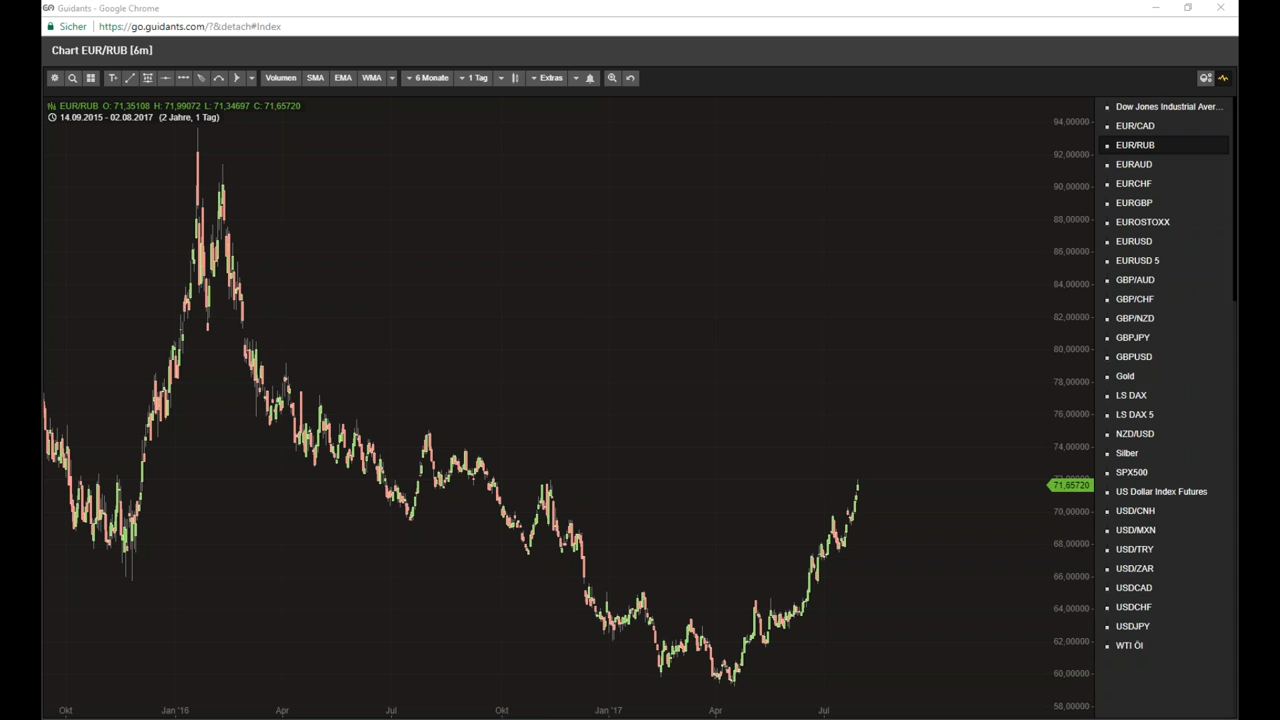 Guidants - Google Chrome
Sicher https://go.guidants.com/?&detach#Index
Chart EUR/RUB [6m]
Volumen SMA EMA WMA 6 Monate 1 Tag Extras
EUR/RUB O: 71,35108 H: 71,99072 L: 71,34697 C: 71,65720
14.09.2015 - 02.08.2017 (2 Jahre, 1 Tag)
94,00000
92,00000
90,00000
88,00000
86,00000
84,00000
82,00000
80,00000
78,00000
76,00000
74,00000
71,65720
70,00000
68,00000
66,00000
64,00000
62,00000
60,00000
58,00000
Okt Jan '16 Apr Jul Okt Jan '17 Apr Jul
Dow Jones Industrial Aver...
EUR/CAD
EUR/RUB
EURAUD
EURCHF
EURGBP
EUROSTOXX
EURUSD
EURUSD 5
GBP/AUD
GBP/CHF
GBP/NZD
GBPJPY
GBPUSD
Gold
LS DAX
LS DAX 5
NZD/USD
Silber
SPX500
US Dollar Index Futures
USD/CNH
USD/MXN
USD/TRY
USD/ZAR
USDCAD
USDCHF
USDJPY
WTI Öl